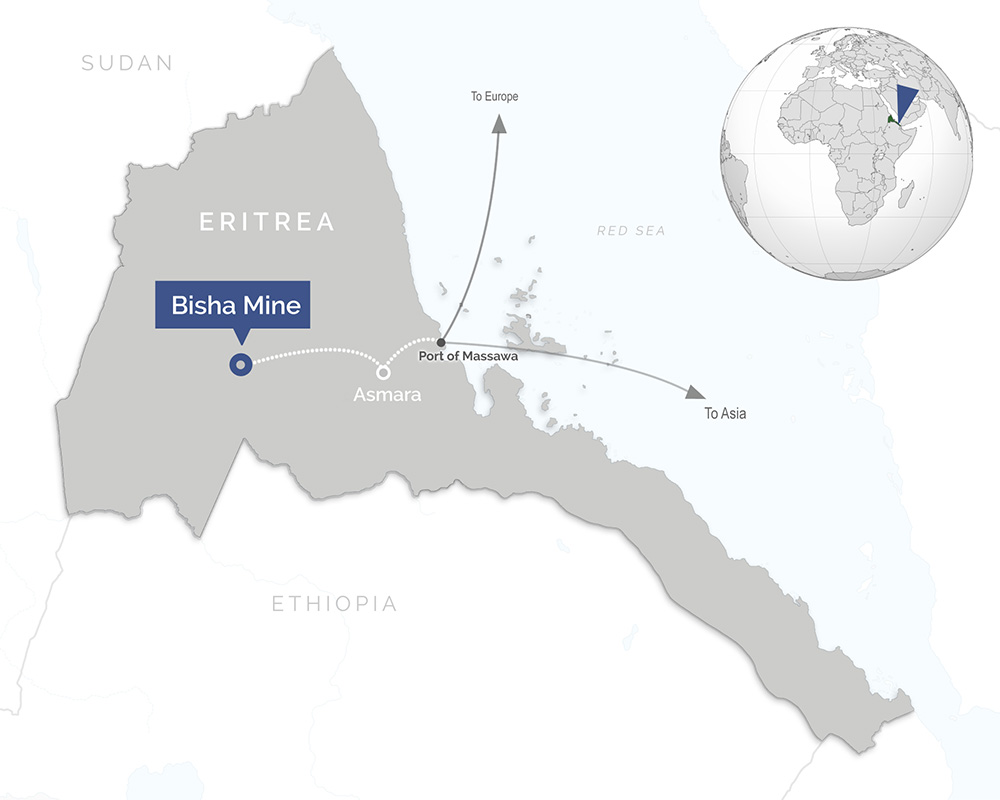 SUDAN
To Europe
ERITREA
RED SEA
Bisha Mine
Port of Massawa
Asmara
To Asia
ETHIOPIA